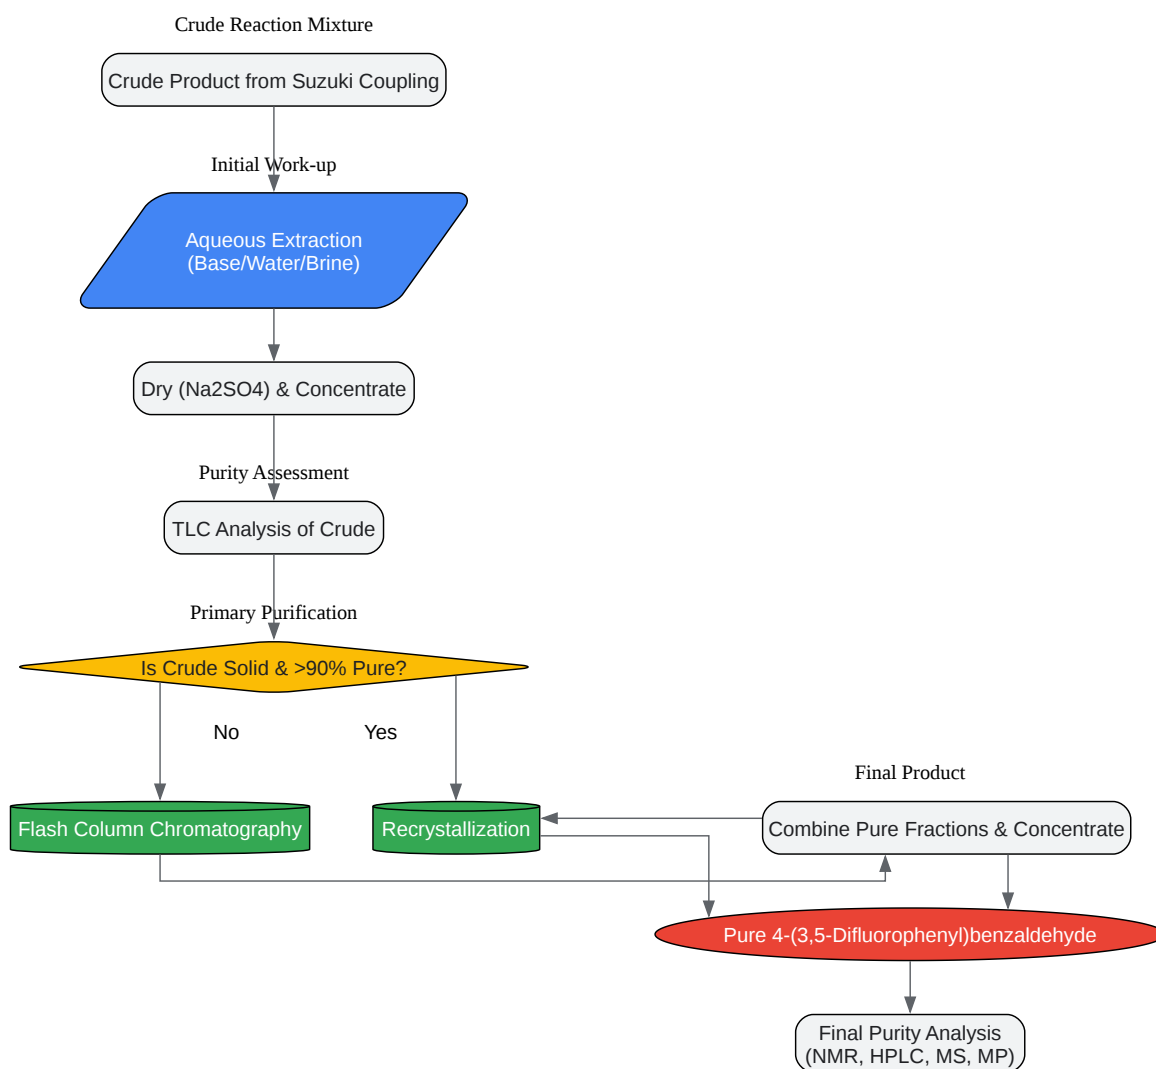 Crude Reaction Mixture
Crude Product from Suzuki Coupling
Initial Work-up
Aqueous Extraction
(Base/Water/Brine)
Dry (Na2SO4) & Concentrate
Purity Assessment
TLC Analysis of Crude
Primary Purification
Is Crude Solid & >90% Pure?
No
Yes
Final Product
Flash Column Chromatography
Recrystallization
Combine Pure Fractions & Concentrate
Pure 4-(3,5-Difluorophenyl)benzaldehyde
Final Purity Analysis
(NMR, HPLC, MS, MP)